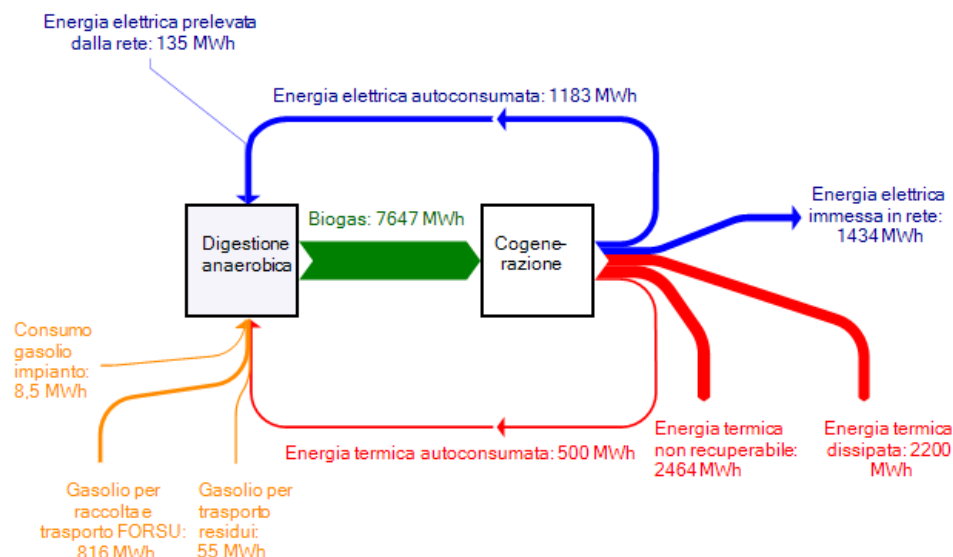 Energia elettrica prelevata
dalla rete: 135 MWh
Energia elettrica autoconsumata: 1183 MWh
Energia elettrica
immessa in rete:
1434 MWh
Biogas: 7647 MWh
Digestione
anaerobica
Cogene-
razione
Consumo
gasolio
impianto:
8,5 MWh
Energia termica autoconsumata: 500 MWh
Energia termica
non recuperabile:
2464 MWh
Energia termica
dissipata: 2200
MWh
Gasolio per
raccolta e
trasporto FORSU:
816 MWh
Gasolio per
trasporto
residui:
55 MWh